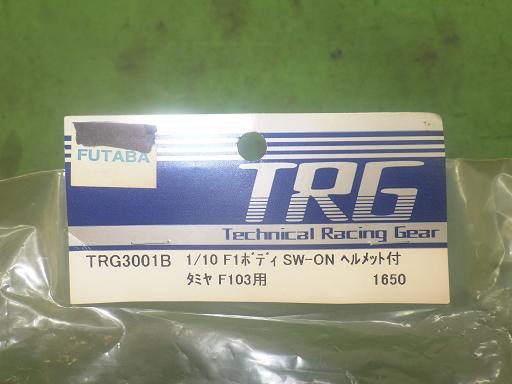 FUTABA
TRG
Technical Racing Gear
TRG3001B 1/10 F1ﾎﾞﾃﾞｨ SW-ON ヘルメット付
タミヤ F103用 1650